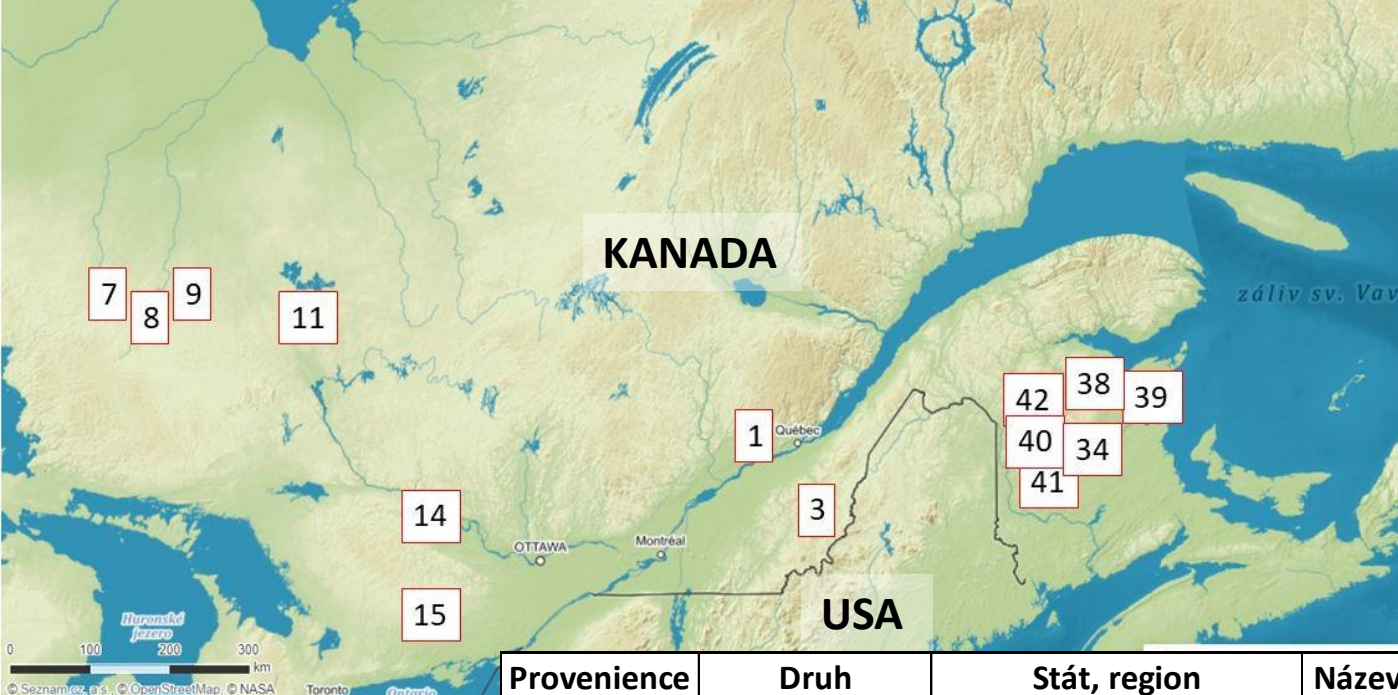 KANADA
záliv sv. Vav
7
8
9
11
42
38
39
40
34
41
1
Québec
3
14
OTTAWA
Montréal
15
USA
Huronské
jezero
0 100 200 300
km
© Seznam.cz, a.s., © OpenStreetMap, © NASA
Toronto
Ontario
Provenience Druh Stát, region Název